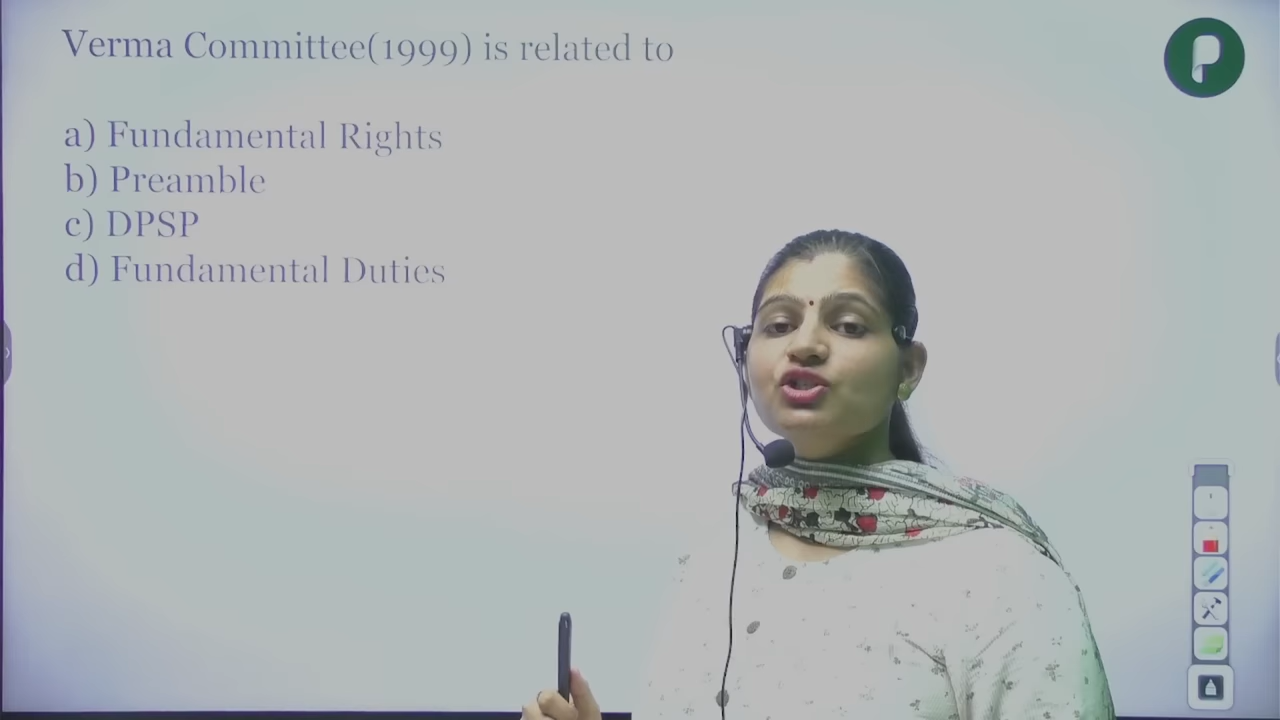 Verma Committee(1999) is related to
a) Fundamental Rights
b) Preamble
c) DPSP
d) Fundamental Duties